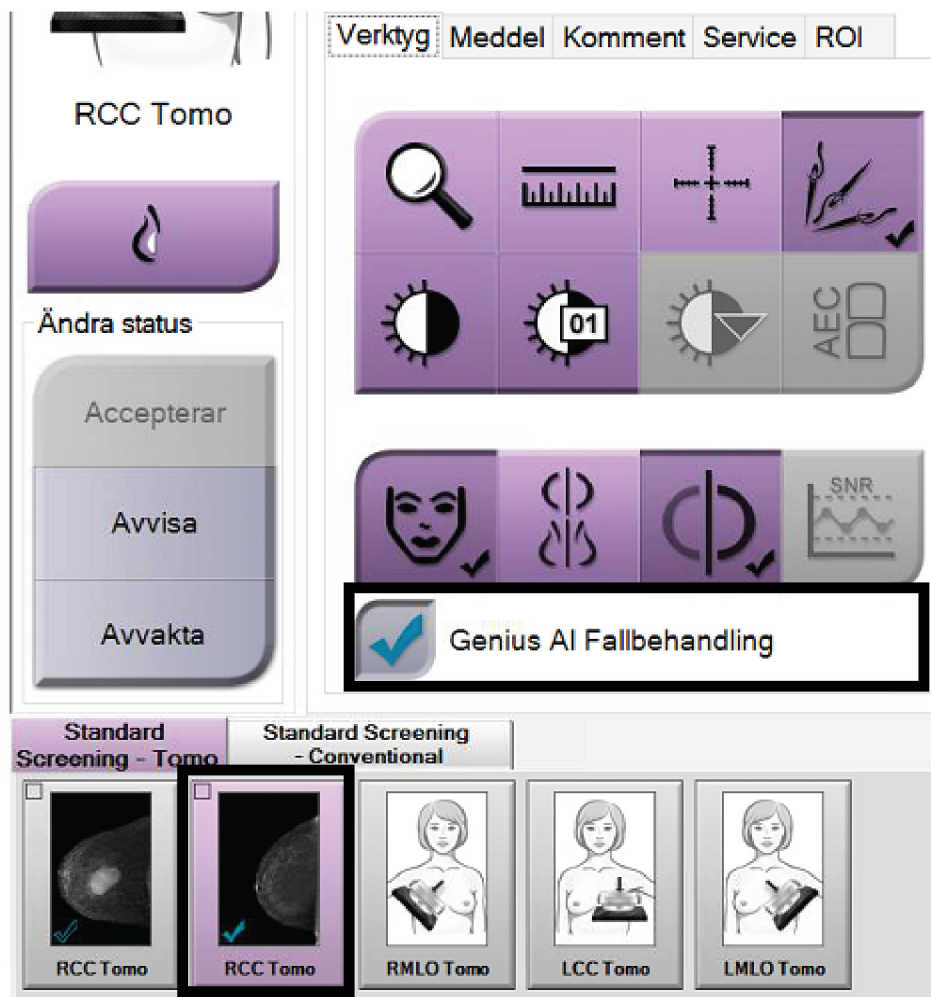 Verktyg Meddel Komment Service ROI
RCC Tomo
01
AEC
Ändra status
Accepterar
Avvisa
Avvakta
SNR
Genius AI Fallbehandling
Standard
Screening - Tomo
Standard Screening
- Conventional
RCC Tomo
RCC Tomo
RMLO Tomo
LCC Tomo
LMLO Tomo